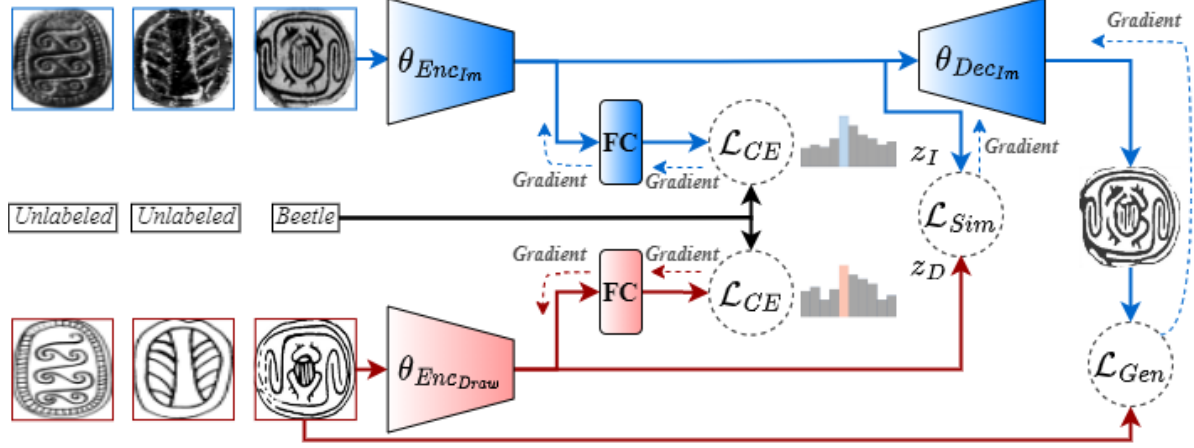 Gradient
θ_{Enc_{Im}}
θ_{Dec_{Im}}
FC
ℒ_{CE}
z_I
Gradient
Gradient
Gradient
Unlabeled
Unlabeled
Beetle
ℒ_{Sim}
Gradient
Gradient
z_D
FC
ℒ_{CE}
θ_{Enc_{Draw}}
ℒ_{Gen}